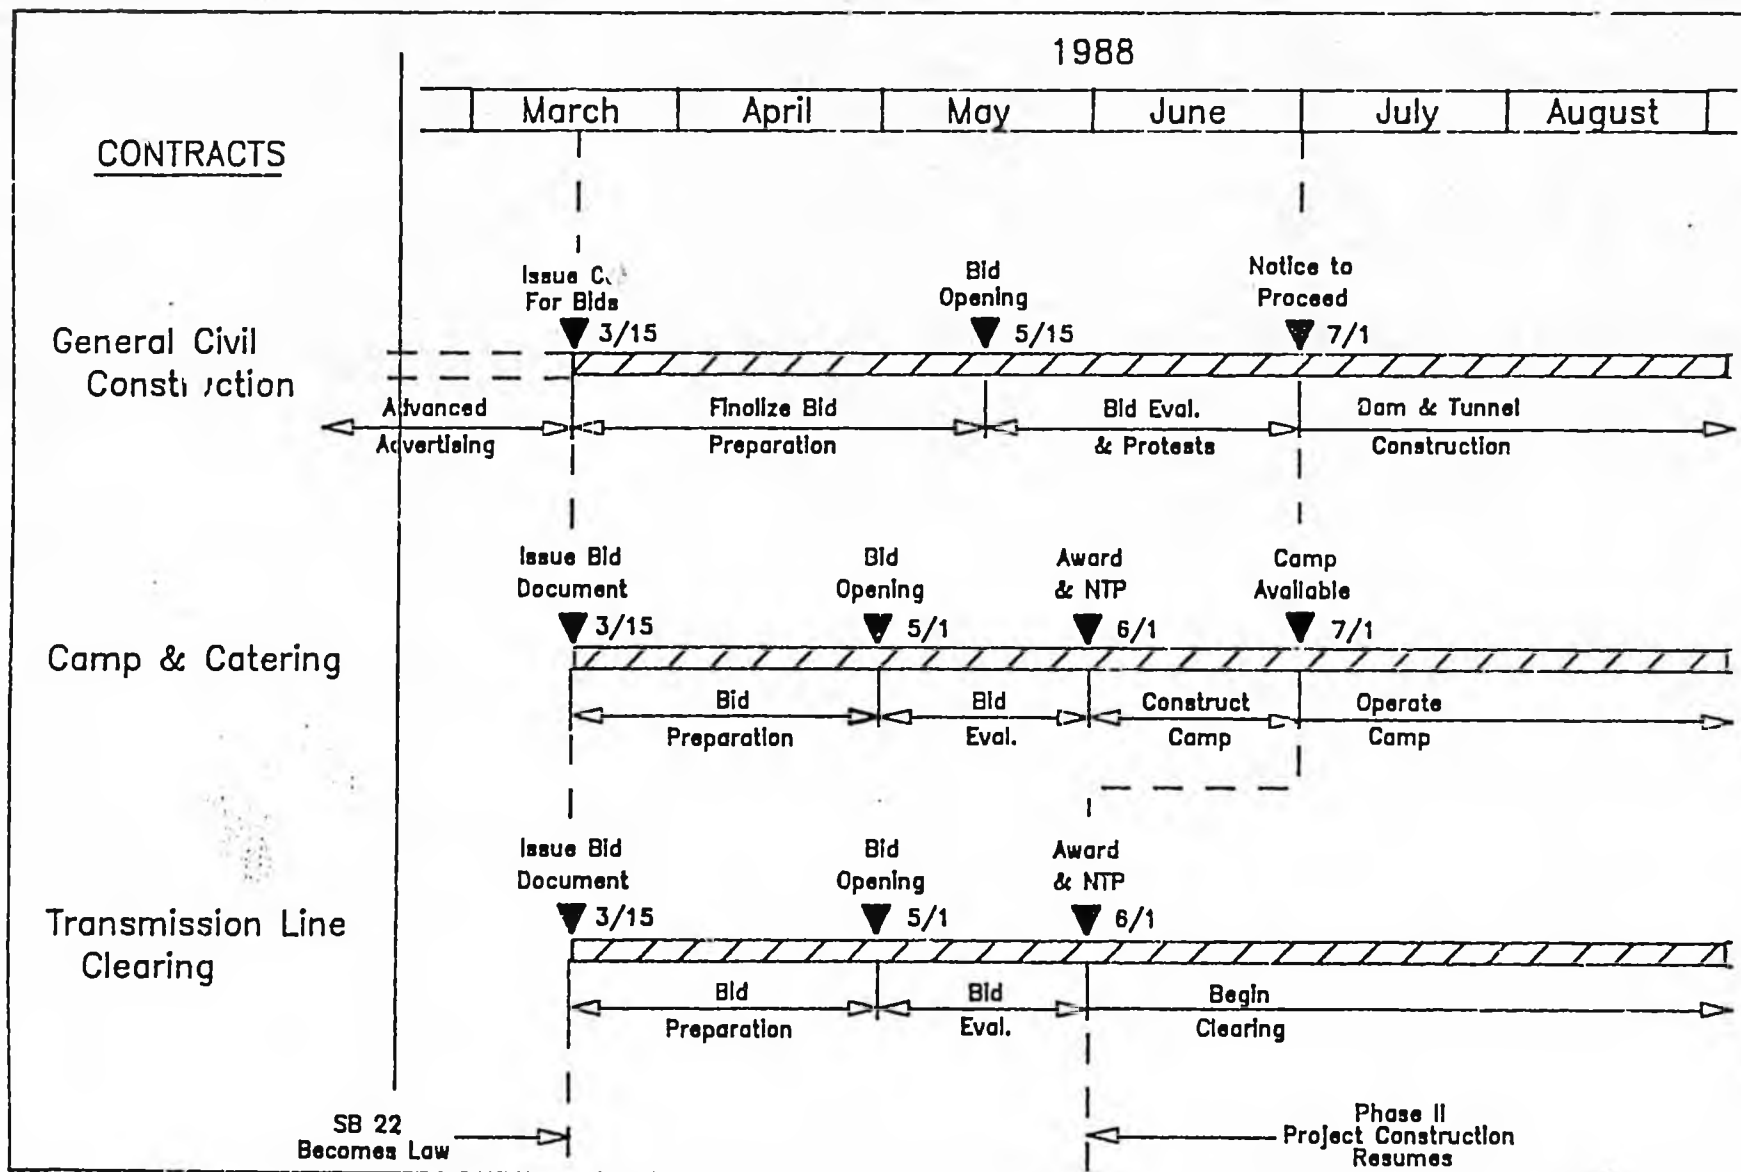 1988
March April May June July August
CONTRACTS
Issue
For Bids
3/15
Bid
Opening
5/15
Notice to
Proceed
7/1
General Civil
Advanced
Advertising
Finalize Bid
Preparation
Bid Eval.
& Protests
Dam & Tunnel
Construction
Issue Bid
Document
3/15
Bid
Opening
5/1
Award
& NTP
6/1
Camp
Available
7/1
Camp & Catering
Bid
Preparation
Bid
Eval.
Construct
Camp
Operate
Camp
Issue Bid
Document
3/15
Bid
Opening
5/1
Award
& NTP
6/1
Transmission Line
Clearing
Bid
Preparation
Bid
Eval.
Begin
Clearing
SB 22
Becomes Law
Phase II
Project Construction
Resumes